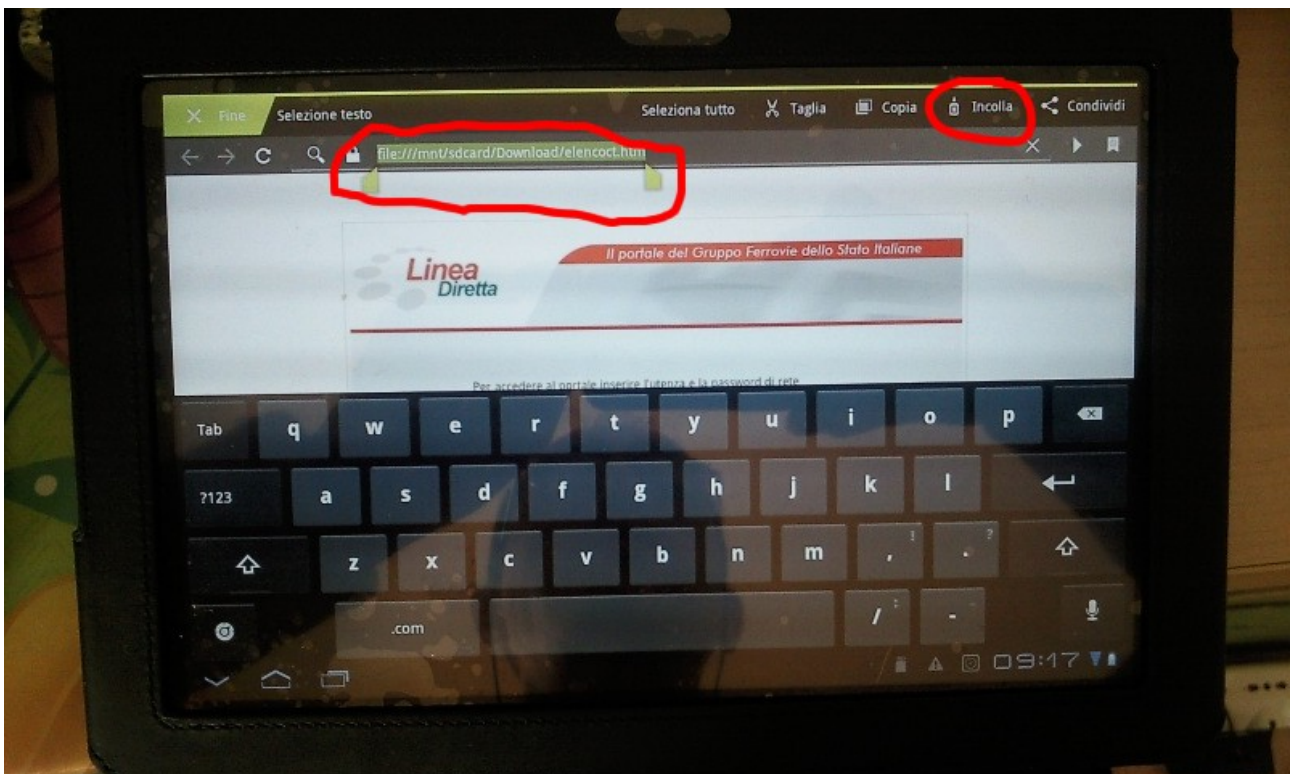 Fine Selezione testo Seleziona tutto Taglia Copia Incolla Condividi
file:///mnt/sdcard/Download/elencoct.htm
Il portale del Gruppo Ferrovie dello Stato Italiane
Linea
Diretta
Per accedere al portale inserire l'utenza e la password di rete
Tab q w e r t y u i o p
?123 a s d f g h j k l
z x c v b n m , ! . ?
.com / : -
09:17